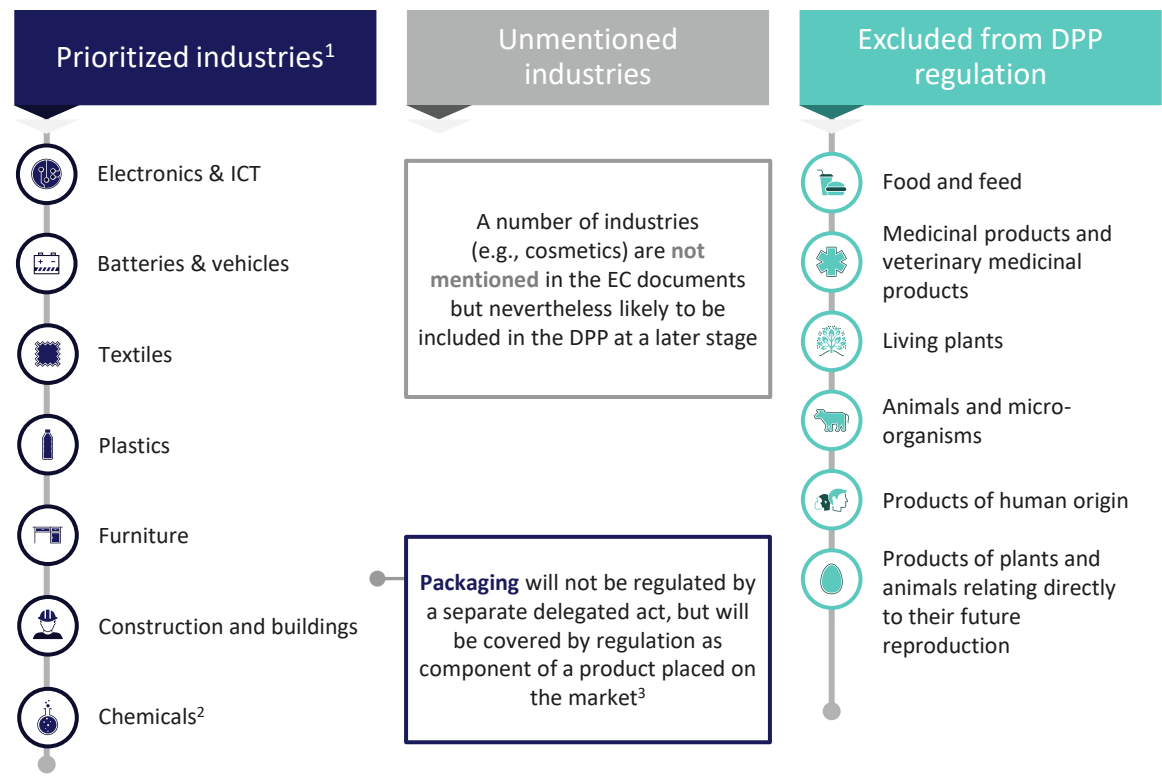 Prioritized industries¹
Electronics & ICT
Batteries & vehicles
Textiles
Plastics
Furniture
Construction and buildings
Chemicals²
Unmentioned
industries
A number of industries
(e.g., cosmetics) are not
mentioned in the EC documents
but nevertheless likely to be
included in the DPP at a later stage
Packaging will not be regulated by
a separate delegated act, but will
be covered by regulation as
component of a product placed on
the market³
Excluded from DPP
regulation
Food and feed
Medicinal products and
veterinary medicinal
products
Living plants
Animals and micro-
organisms
Products of human origin
Products of plants and
animals relating directly
to their future
reproduction